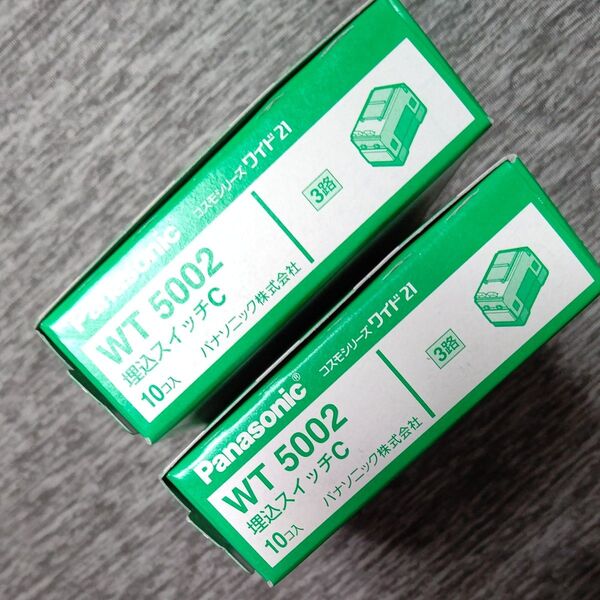 Panasonic
コスモシリーズ ワイド21
WT 5002
埋込スイッチC
10コ入
パナソニック株式会社
3路
Panasonic®
コスモシリーズ ワイド21
WT 5002
埋込スイッチC
10コ入
パナソニック株式会社
3路